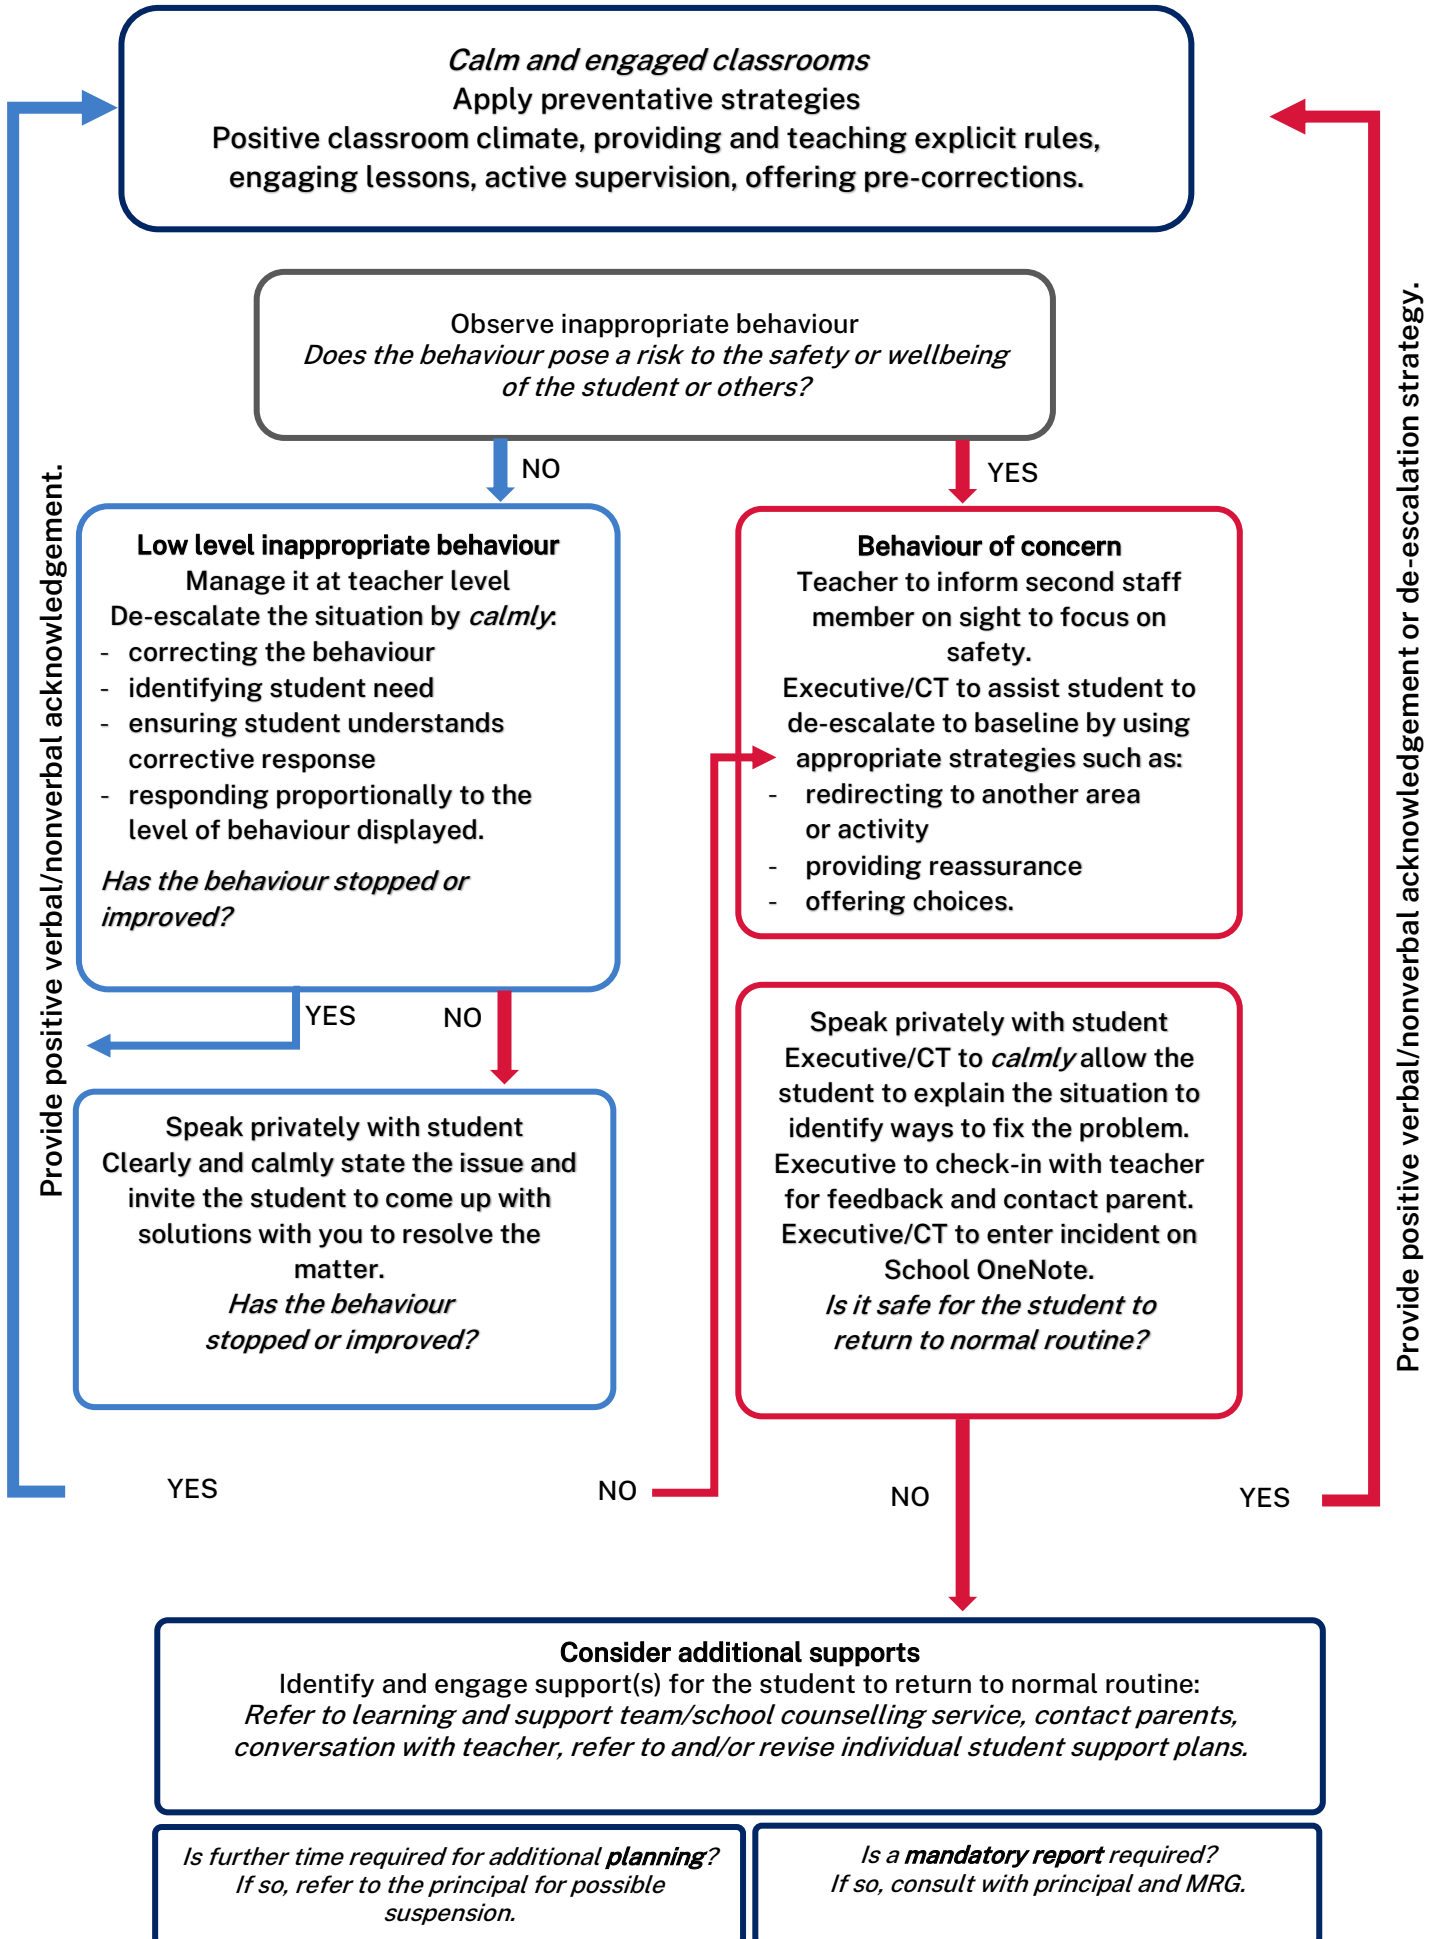 Calm and engaged classrooms
Apply preventative strategies
Positive classroom climate, providing and teaching explicit rules,
engaging lessons, active supervision, offering pre-corrections.
Observe inappropriate behaviour
Does the behaviour pose a risk to the safety or wellbeing
of the student or others?
NO
YES
Low level inappropriate behaviour
Manage it at teacher level
De-escalate the situation by calmly:
- correcting the behaviour
- identifying student need
- ensuring student understands
corrective response
- responding proportionally to the
level of behaviour displayed.
Has the behaviour stopped or
improved?
YES
NO
Speak privately with student
Clearly and calmly state the issue and
invite the student to come up with
solutions with you to resolve the
matter.
Has the behaviour
stopped or improved?
YES
NO
Provide positive verbal/nonverbal acknowledgement.
Behaviour of concern
Teacher to inform second staff
member on sight to focus on
safety.
Executive/CT to assist student to
de-escalate to baseline by using
appropriate strategies such as:
- redirecting to another area
or activity
- providing reassurance
- offering choices.
Speak privately with student
Executive/CT to calmly allow the
student to explain the situation to
identify ways to fix the problem.
Executive to check-in with teacher
for feedback and contact parent.
Executive/CT to enter incident on
School OneNote.
Is it safe for the student to
return to normal routine?
NO
YES
Provide positive verbal/nonverbal acknowledgement or de-escalation strategy.
Consider additional supports
Identify and engage support(s) for the student to return to normal routine:
Refer to learning and support team/school counselling service, contact parents,
conversation with teacher, refer to and/or revise individual student support plans.
Is further time required for additional planning?
If so, refer to the principal for possible
suspension.
Is a mandatory report required?
If so, consult with principal and MRG.